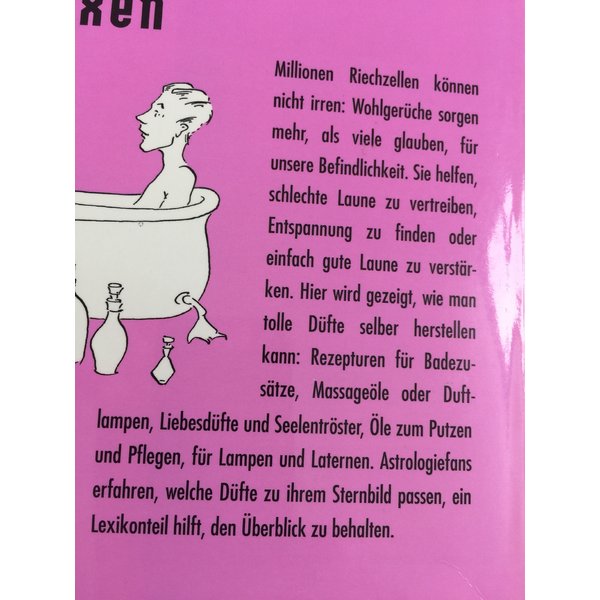 xen
Millionen Riechzellen können
nicht irren: Wohlgerüche sorgen
mehr, als viele glauben, für
unsere Befindlichkeit. Sie helfen,
schlechte Laune zu vertreiben,
Entspannung zu finden oder
einfach gute Laune zu verstär-
ken. Hier wird gezeigt, wie man
tolle Düfte selber herstellen
kann: Rezepturen für Badezu-
sätze, Massageöle oder Duft-
lampen, Liebesdüfte und Seelentröster, Öle zum Putzen
und Pflegen, für Lampen und Laternen. Astrologiefans
erfahren, welche Düfte zu ihrem Sternbild passen, ein
Lexikonteil hilft, den Überblick zu behalten.